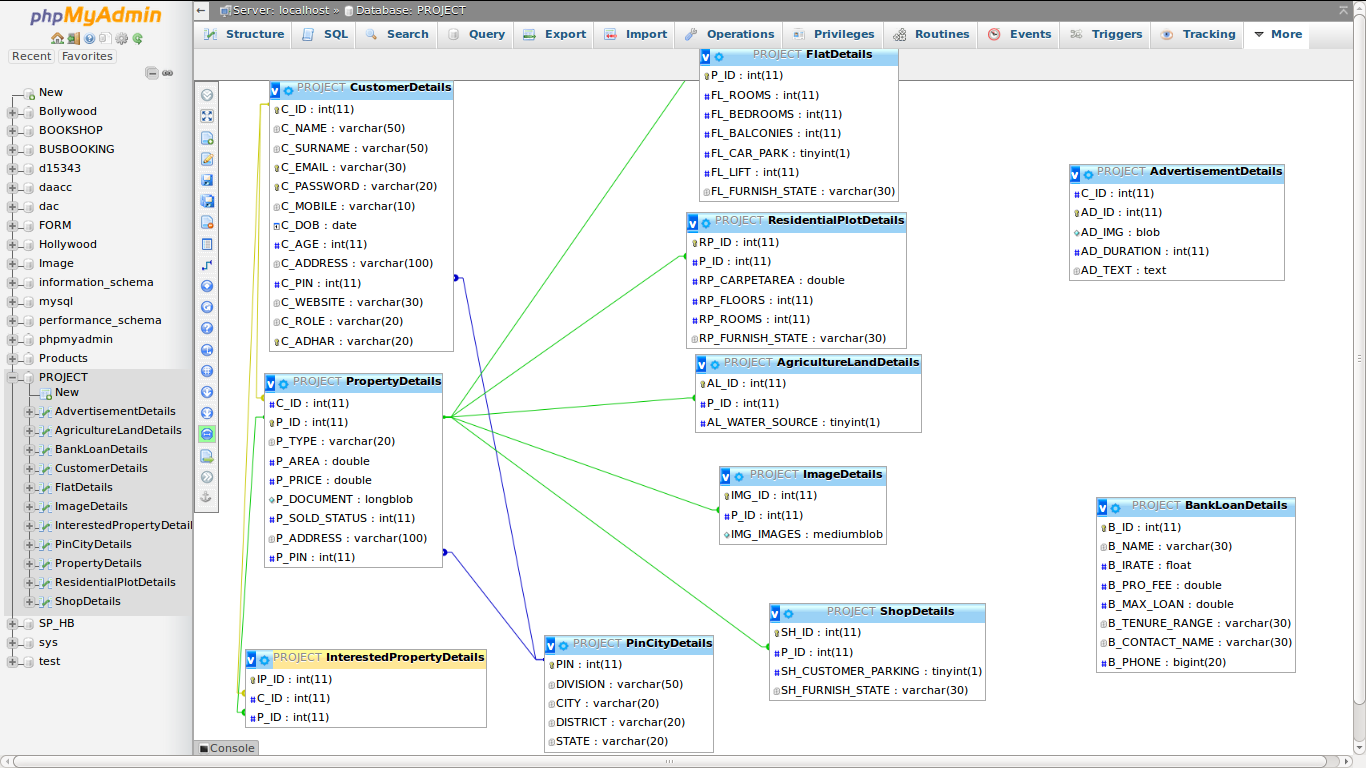 phpMyAdmin
Recent Favorites
New
Bollywood
BOOKSHOP
BUSBOOKING
d15343
daacc
dac
FORM
Hollywood
Image
information_schema
mysql
performance_schema
phpmyadmin
Products
PROJECT
New
AdvertisementDetails
AgricultureLandDetails
BankLoanDetails
CustomerDetails
FlatDetails
ImageDetails
InterestedPropertyDetail
PinCityDetails
PropertyDetails
ResidentialPlotDetails
ShopDetails
SP_HB
sys
test
Server: localhost » Database: PROJECT
Structure SQL Search Query Export Import Operations Privileges Routines Events Triggers Tracking More
PROJECT CustomerDetails
C_ID : int(11)
C_NAME : varchar(50)
C_SURNAME : varchar(50)
C_EMAIL : varchar(30)
C_PASSWORD : varchar(20)
C_MOBILE : varchar(10)
C_DOB : date
C_AGE : int(11)
C_ADDRESS : varchar(100)
C_PIN : int(11)
C_WEBSITE : varchar(30)
C_ROLE : varchar(20)
C_ADHAR : varchar(20)
PROJECT PropertyDetails
C_ID : int(11)
P_ID : int(11)
P_TYPE : varchar(20)
P_AREA : double
P_PRICE : double
P_DOCUMENT : longblob
P_SOLD_STATUS : int(11)
P_ADDRESS : varchar(100)
P_PIN : int(11)
PROJECT InterestedPropertyDetails
IP_ID : int(11)
C_ID : int(11)
P_ID : int(11)
PROJECT PinCityDetails
PIN : int(11)
DIVISION : varchar(50)
CITY : varchar(20)
DISTRICT : varchar(20)
STATE : varchar(20)
PROJECT FlatDetails
P_ID : int(11)
FL_ROOMS : int(11)
FL_BEDROOMS : int(11)
FL_BALCONIES : int(11)
FL_CAR_PARK : tinyint(1)
FL_LIFT : int(11)
FL_FURNISH_STATE : varchar(30)
PROJECT ResidentialPlotDetails
RP_ID : int(11)
P_ID : int(11)
RP_CARPETAREA : double
RP_FLOORS : int(11)
RP_ROOMS : int(11)
RP_FURNISH_STATE : varchar(30)
PROJECT AgricultureLandDetails
AL_ID : int(11)
P_ID : int(11)
AL_WATER_SOURCE : tinyint(1)
PROJECT ImageDetails
IMG_ID : int(11)
P_ID : int(11)
IMG_IMAGES : mediumblob
PROJECT ShopDetails
SH_ID : int(11)
P_ID : int(11)
SH_CUSTOMER_PARKING : tinyint(1)
SH_FURNISH_STATE : varchar(30)
PROJECT AdvertisementDetails
C_ID : int(11)
AD_ID : int(11)
AD_IMG : blob
AD_DURATION : int(11)
AD_TEXT : text
PROJECT BankLoanDetails
B_ID : int(11)
B_NAME : varchar(30)
B_IRATE : float
B_PRO_FEE : double
B_MAX_LOAN : double
B_TENURE_RANGE : varchar(30)
B_CONTACT_NAME : varchar(30)
B_PHONE : bigint(20)
Console